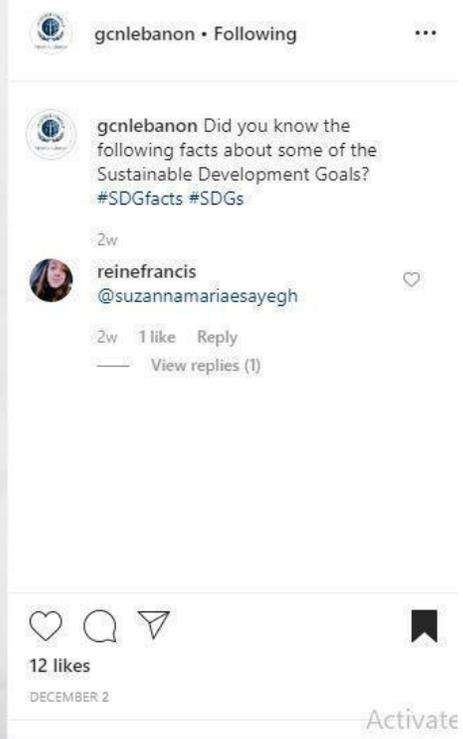 gcnlebanon • Following
gcnlebanon Did you know the
following facts about some of the
Sustainable Development Goals?
#SDGfacts #SDGs
2w
reinefrancis
@suzannamariaesayegh
2w 1 like Reply
View replies (1)
12 likes
DECEMBER 2
Activate